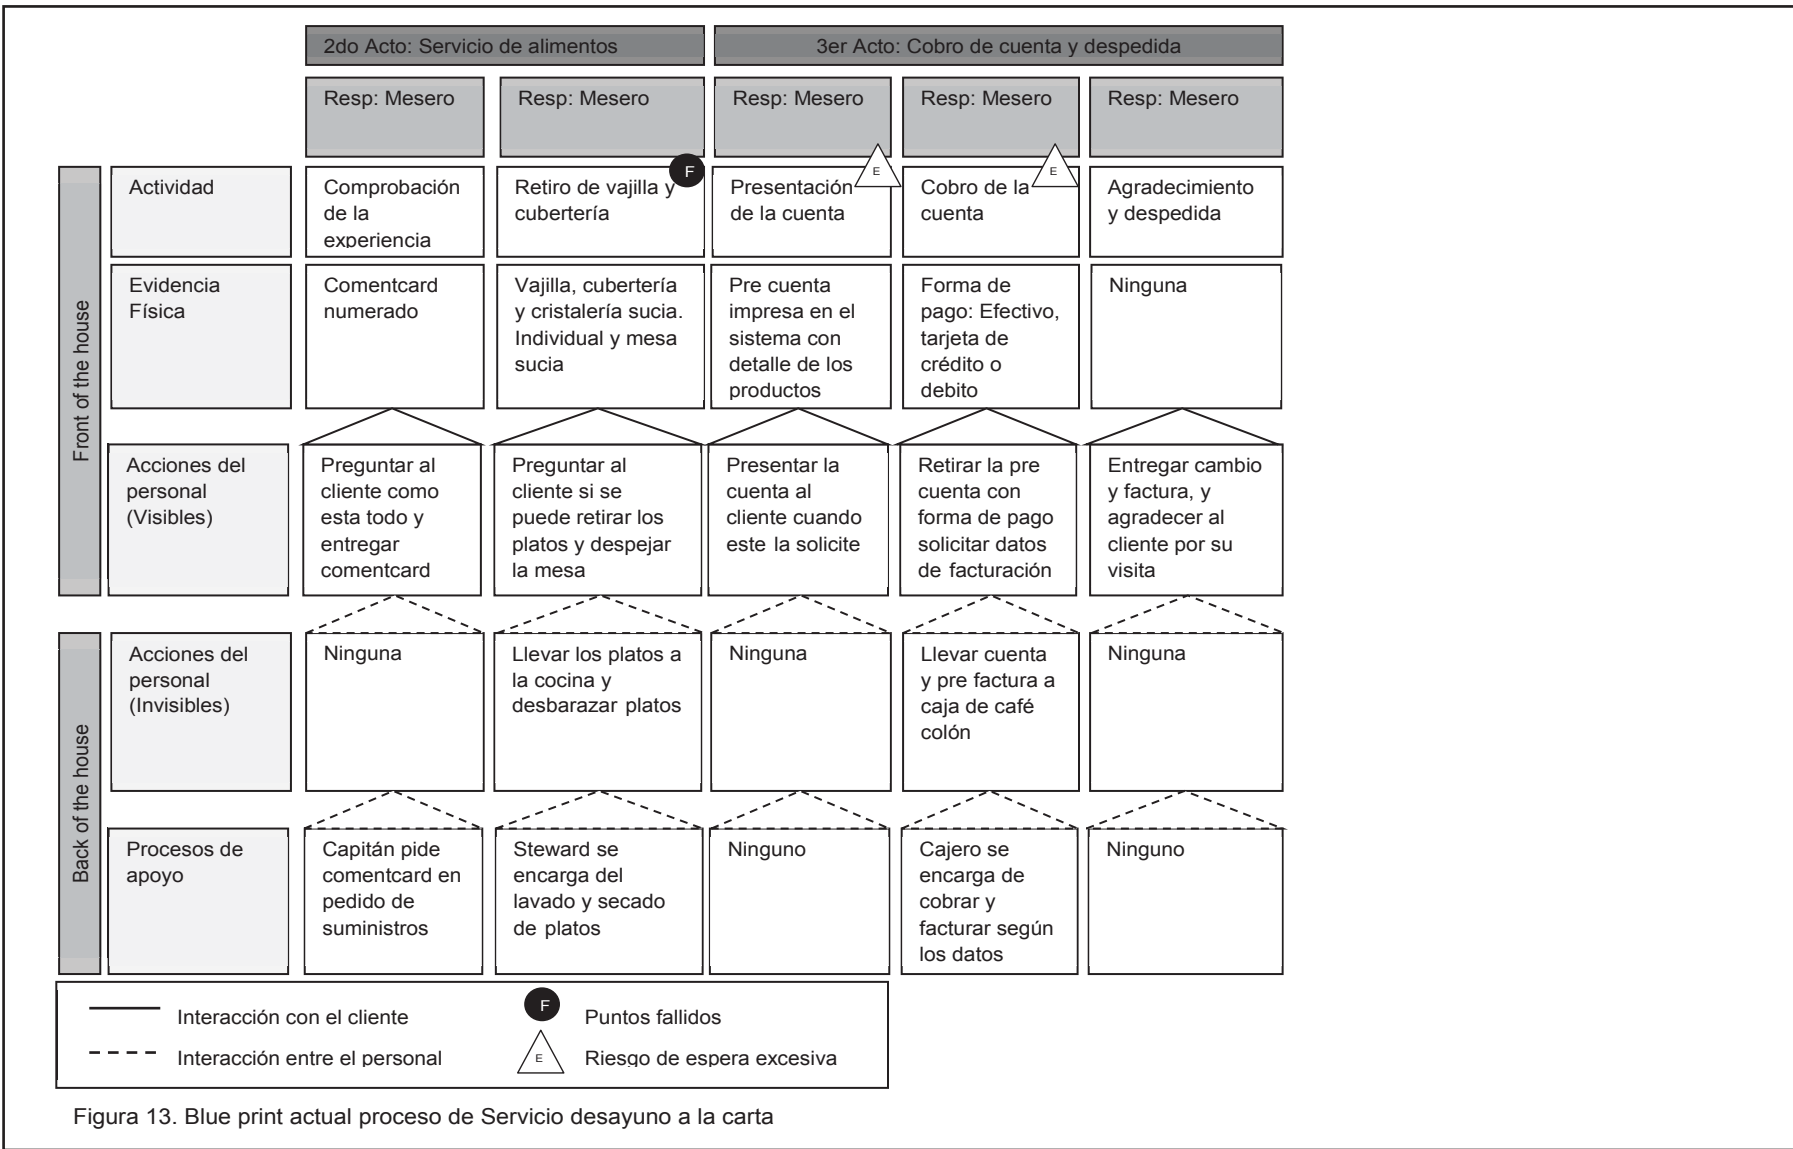 2do Acto: Servicio de alimentos
3er Acto: Cobro de cuenta y despedida
Resp: Mesero
Resp: Mesero
Resp: Mesero
Resp: Mesero
Resp: Mesero
F
E
E
Front of the house
Actividad
Comprobación
de la
experiencia
Retiro de vajilla y
cubertería
Presentación
de la cuenta
Cobro de la
cuenta
Agradecimiento
y despedida
Evidencia
Física
Comentcard
numerado
Vajilla, cubertería
y cristalería sucia.
Individual y mesa
sucia
Pre cuenta
impresa en el
sistema con
detalle de los
productos
Forma de
pago: Efectivo,
tarjeta de
crédito o
debito
Ninguna
Acciones del
personal
(Visibles)
Preguntar al
cliente como
esta todo y
entregar
comentcard
Preguntar al
cliente si se
puede retirar los
platos y despejar
la mesa
Presentar la
cuenta al
cliente cuando
este la solicite
Retirar la pre
cuenta con
forma de pago
solicitar datos
de facturación
Entregar cambio
y factura, y
agradecer al
cliente por su
visita
Back of the house
Acciones del
personal
(Invisibles)
Ninguna
Llevar los platos a
la cocina y
desbarazar platos
Ninguna
Llevar cuenta
y pre factura a
caja de café
colón
Ninguna
Procesos de
apoyo
Capitán pide
comentcard en
pedido de
suministros
Steward se
encarga del
lavado y secado
de platos
Ninguno
Cajero se
encarga de
cobrar y
facturar según
los datos
Ninguno
Interacción con el cliente
F
Puntos fallidos
Interacción entre el personal
E
Riesgo de espera excesiva
Figura 13. Blue print actual proceso de Servicio desayuno a la carta